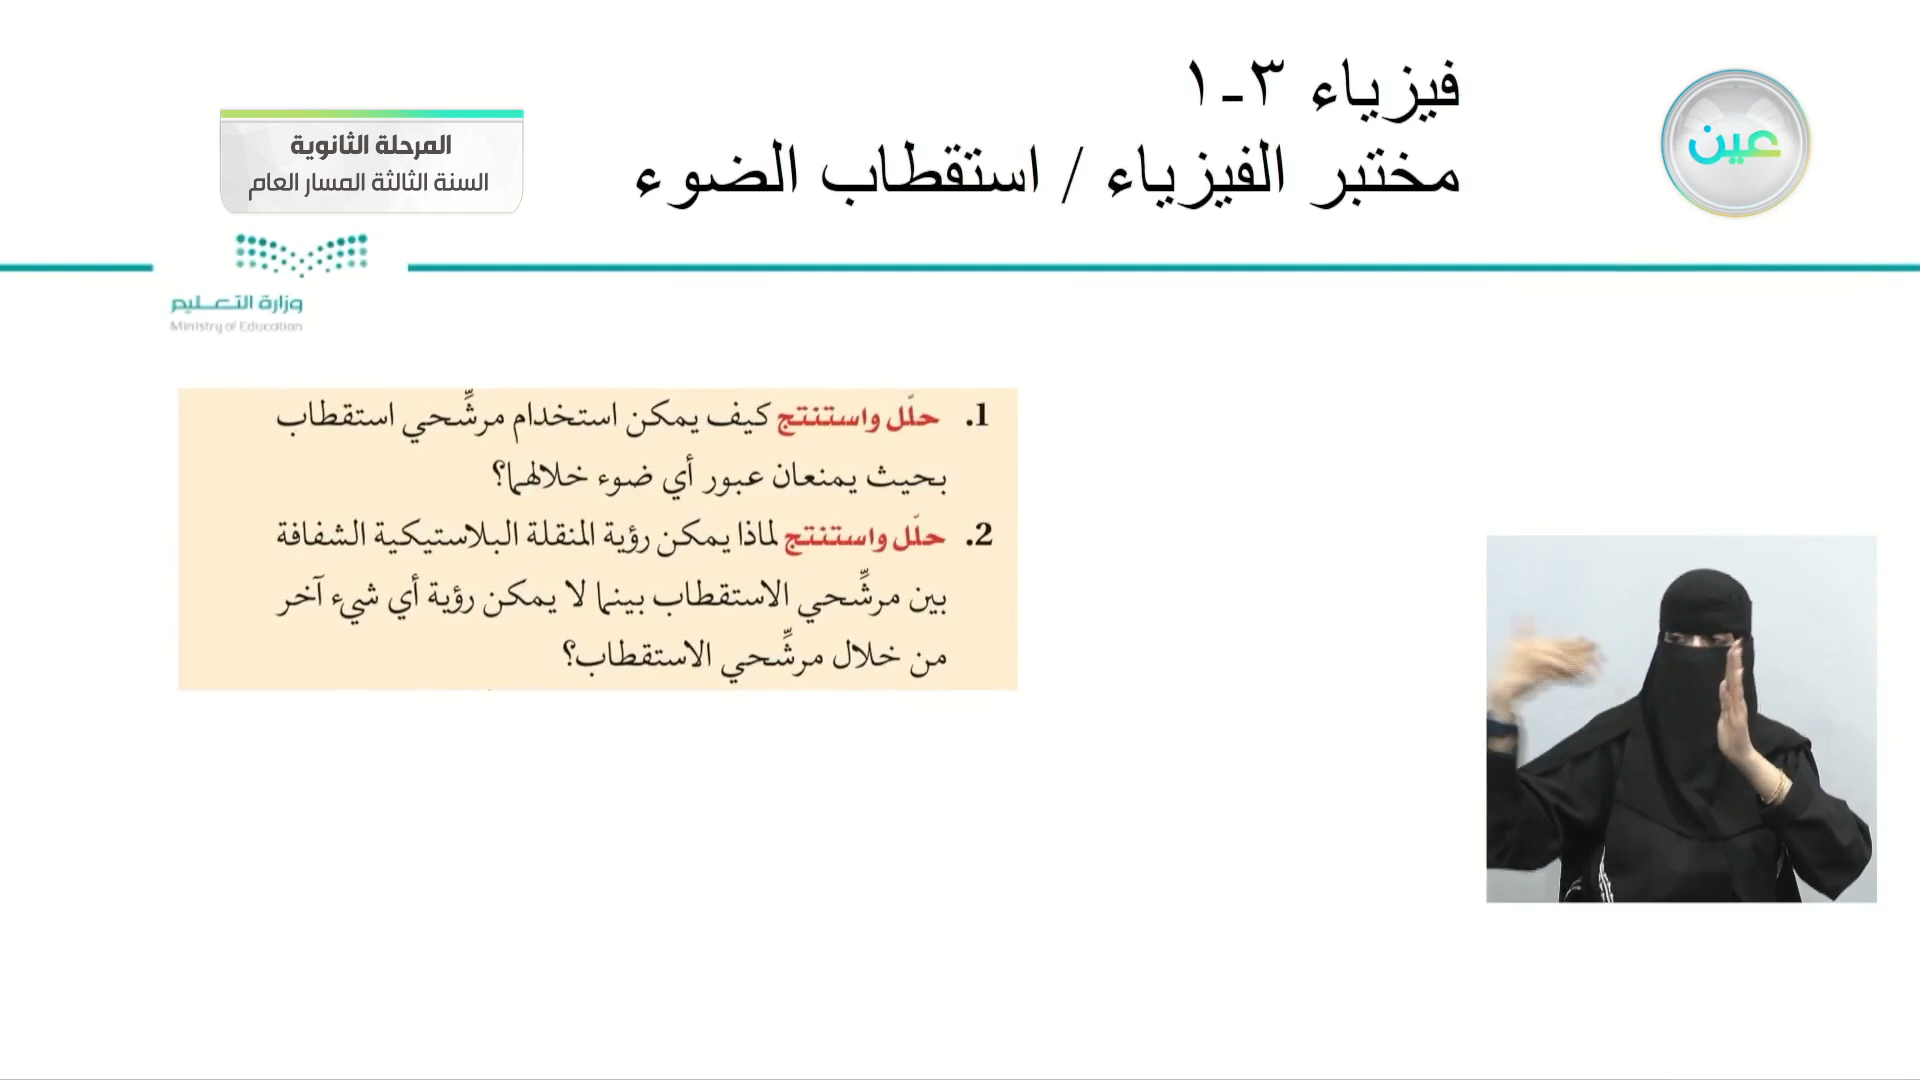 فيزياء ٣-١
مختبر الفيزياء / استقطاب الضوء
عين
المرحلة الثانوية
السنة الثالثة المسار العام
وزارة التعليم
Ministry of Education
1. حلّل واستنتج كيف يمكن استخدام مرشِّحي استقطاب
بحيث يمنعان عبور أي ضوء خلالهما؟
2. حلّل واستنتج لماذا يمكن رؤية المنقلة البلاستيكية الشفافة
بين مرشِّحي الاستقطاب بينما لا يمكن رؤية أي شيء آخر
من خلال مرشِّحي الاستقطاب؟